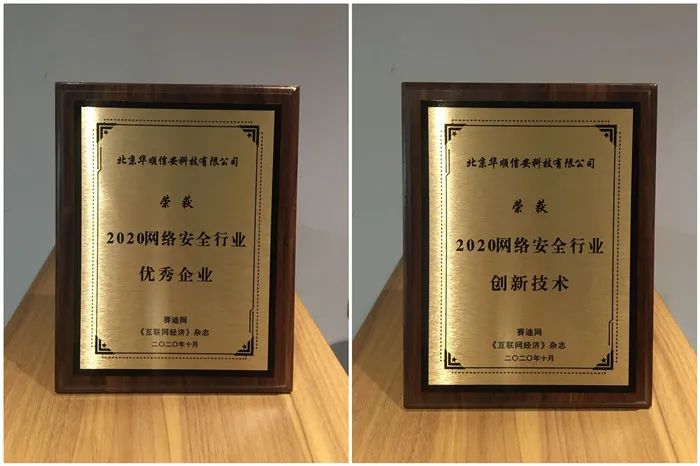 北京华顺信安科技有限公司
荣获
2020网络安全行业
优秀企业
赛迪网
《互联网经济》杂志
二〇二〇年十月
北京华顺信安科技有限公司
荣获
2020网络安全行业
创新技术
赛迪网
《互联网经济》杂志
二〇二〇年十月